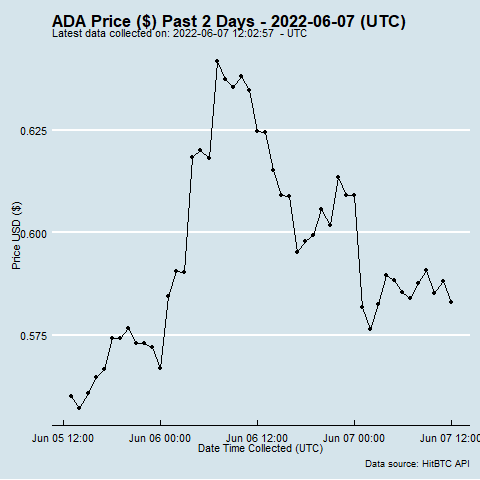 ADA Price ($) Past 2 Days - 2022-06-07 (UTC)
Latest data collected on: 2022-06-07 12:02:57 - UTC
0.625
0.600
0.575
Price USD ($)
Jun 05 12:00 Jun 06 00:00 Jun 06 12:00 Jun 07 00:00 Jun 07 12:00
Date Time Collected (UTC)
Data source: HitBTC API